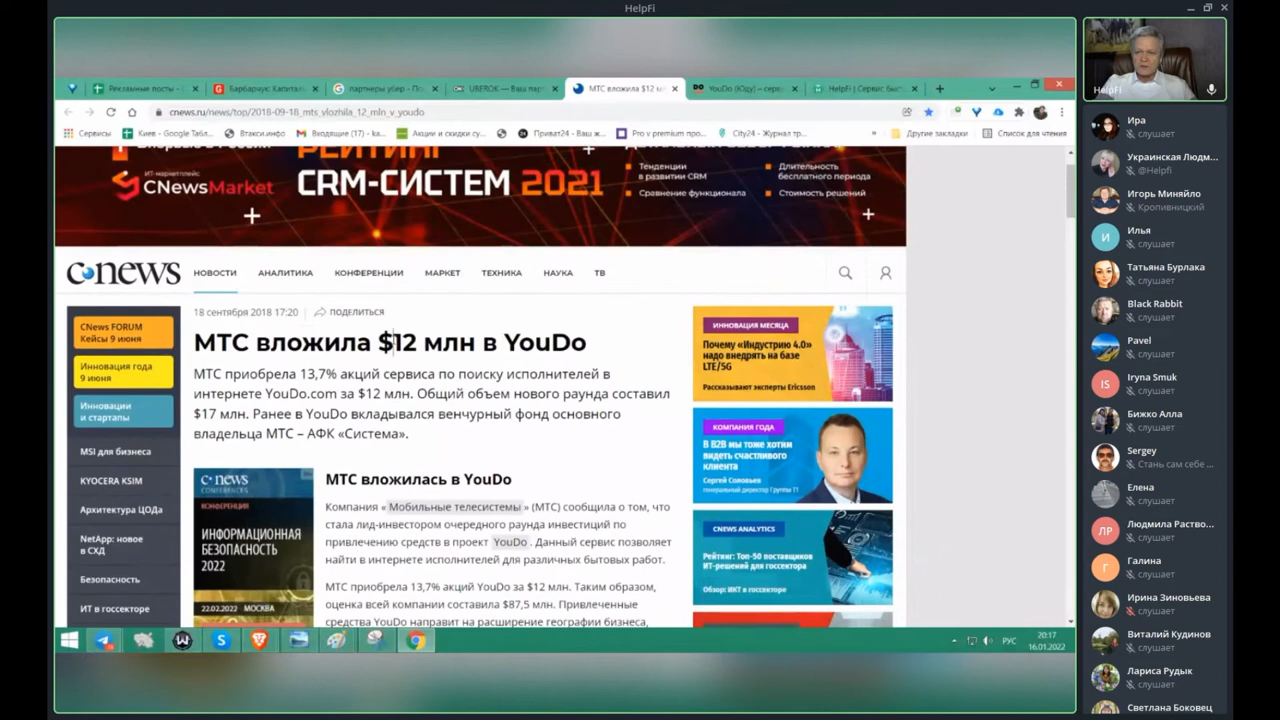 HelpFi
Рекламные посты -
Барбарчук: Капитал
партнеры убер - По
UBEROK — Ваш парт
МТС вложила $12 м
YouDo (Юду) — серв
HelpFi | Сервис быст
cnews.ru/news/top/2018-09-18_mts_vlozhila_12_mln_v_youdo
Сервисы
Киев - Google Табл...
Втакси.инфо
Входящие (17) - ka...
Акции и скидки су...
Приват24 - Ваш ж...
Pro v premium про...
City24 - Журнал тр...
»
Другие закладки
Список для чтения
РЕЙТИНГ
CRM-СИСТЕМ 2021
ИТ-маркетплейс
CNewsMarket
• Тенденции
в развитии CRM
• Сравнение функционала
• Длительность
бесплатного периода
• Стоимость решений
cnews
НОВОСТИ
АНАЛИТИКА
КОНФЕРЕНЦИИ
МАРКЕТ
ТЕХНИКА
НАУКА
ТВ
CNews FORUM
Кейсы 9 июня
Инновация года
9 июня
Инновации
и стартапы
MSI для бизнеса
KYOCERA KSIM
Архитектура ЦОДа
NetApp: новое
в СХД
Безопасность
ИТ в госсекторе
18 сентября 2018 17:20
ПОДЕЛИТЬСЯ
МТС вложила $12 млн в YouDo
МТС приобрела 13,7% акций сервиса по поиску исполнителей в
интернете YouDo.com за $12 млн. Общий объем нового раунда составил
$17 млн. Ранее в YouDo вкладывался венчурный фонд основного
владельца МТС – АФК «Система».
cnews
CONFERENCES
КОНФЕРЕНЦИЯ
ИНФОРМАЦИОННАЯ
БЕЗОПАСНОСТЬ
2022
22.02.2022 МОСКВА
МТС вложилась в YouDo
Компания « Мобильные телесистемы » (МТС) сообщила о том, что
стала лид-инвестором очередного раунда инвестиций по
привлечению средств в проект YouDo . Данный сервис позволяет
найти в интернете исполнителей для различных бытовых работ.
МТС приобрела 13,7% акций YouDo за $12 млн. Таким образом,
оценка всей компании составила $87,5 млн. Привлеченные
средства YouDo направит на расширение географии бизнеса,
ИННОВАЦИЯ МЕСЯЦА
Почему «Индустрию 4.0»
надо внедрять на базе
LTE/5G
Рассказывают эксперты Ericsson
КОМПАНИЯ ГОДА
В B2B мы тоже хотим
видеть счастливого
клиента
Сергей Соловьев
генеральный директор Группы Т1
CNEWS ANALYTICS
Рейтинг: Топ-50 поставщиков
ИТ-решений для госсектора
Обзор: ИКТ в госсекторе
РУС
20:17
16.01.2022
HelpFi
Ира
слушает
Украинская Людм...
@Helpfi
Игорь Миняйло
Кропивницкий
И
Илья
слушает
Татьяна Бурлака
слушает
Black Rabbit
слушает
Pavel
слушает
IS
Iryna Smuk
слушает
Бижко Алла
слушает
Sergey
Стань сам себе ...
Елена
слушает
ЛР
Людмила Раство...
слушает
Г
Галина
слушает
Ирина Зиновьева
слушает
Виталий Кудинов
слушает
Лариса Рудык
слушает
Светлана Боковец